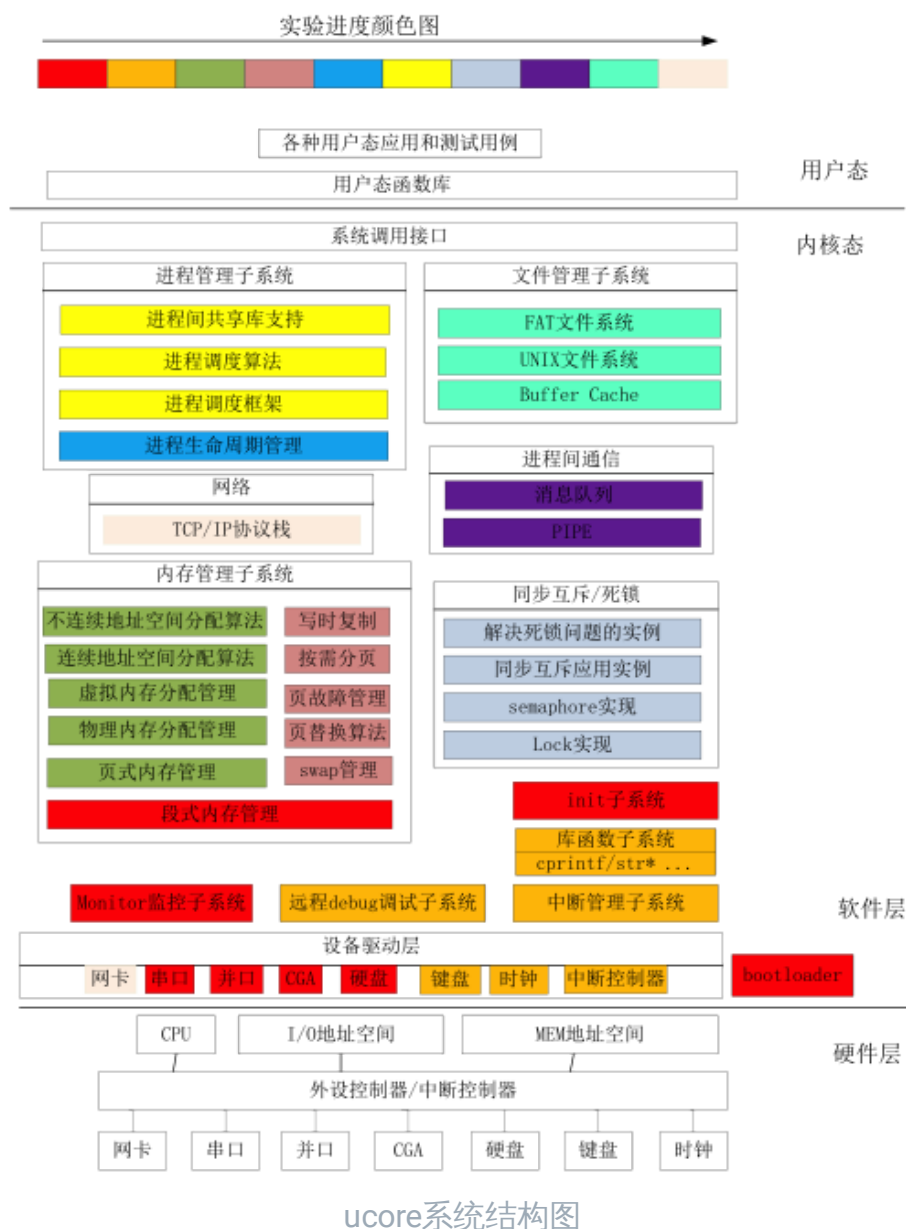 实验进度颜色图
各种用户态应用和测试用例
用户态函数库
用户态
系统调用接口
内核态
进程管理子系统
进程间共享库支持
进程调度算法
进程调度框架
进程生命周期管理
文件管理子系统
FAT文件系统
UNIX文件系统
Buffer Cache
网络
TCP/IP协议栈
进程间通信
消息队列
PIPE
内存管理子系统
不连续地址空间分配算法
连续地址空间分配算法
虚拟内存分配管理
物理内存分配管理
页式内存管理
写时复制
按需分页
页故障管理
页替换算法
swap管理
段式内存管理
同步互斥/死锁
解决死锁问题的实例
同步互斥应用实例
semaphore实现
Lock实现
init子系统
库函数子系统
cprintf/str* ...
Monitor监控子系统
远程debug调试子系统
中断管理子系统
软件层
设备驱动层
网卡
串口
并口
CGA
硬盘
键盘
时钟
中断控制器
bootloader
CPU
I/O地址空间
MEM地址空间
硬件层
外设控制器/中断控制器
网卡
串口
并口
CGA
硬盘
键盘
时钟
ucore系统结构图